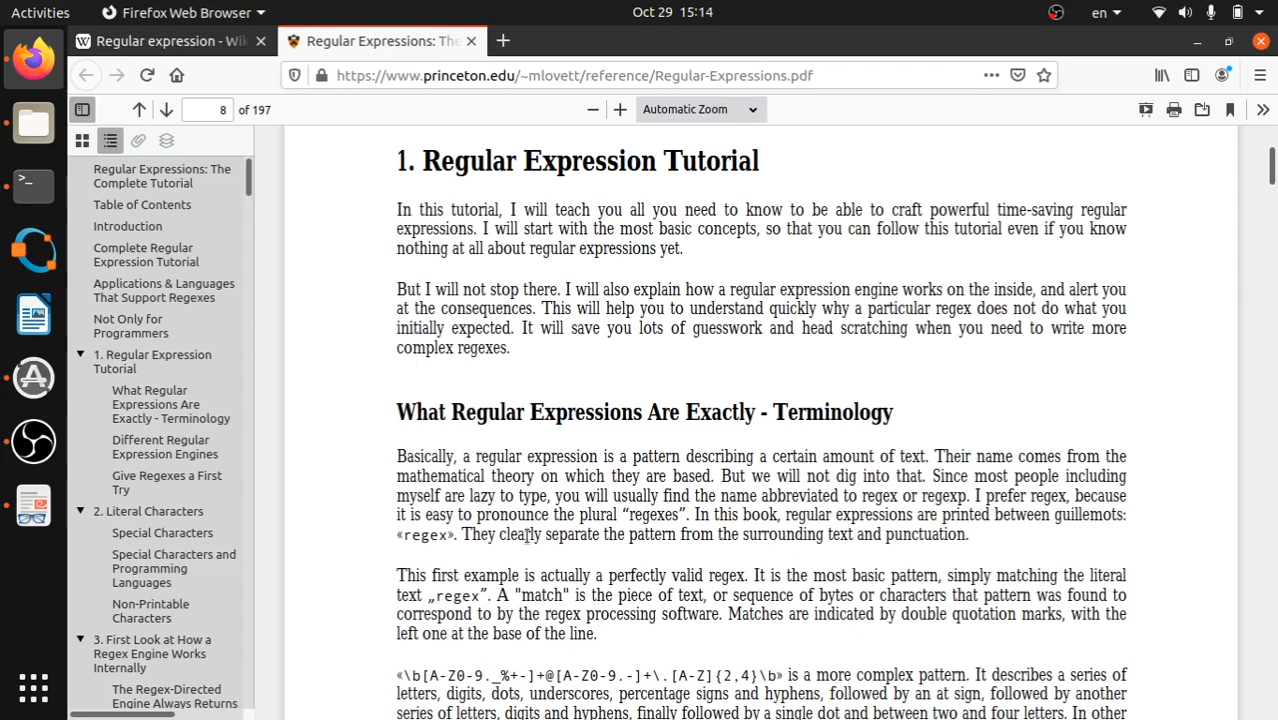 Activities
Firefox Web Browser
Oct 29 15:14
en
Regular expression - Wik
Regular Expressions: The
https://www.princeton.edu/~mlovett/reference/Regular-Expressions.pdf
8 of 197
Automatic Zoom
Regular Expressions: The
Complete Tutorial
Table of Contents
Introduction
Complete Regular
Expression Tutorial
Applications & Languages
That Support Regexes
Not Only for
Programmers
1. Regular Expression
Tutorial
What Regular
Expressions Are
Exactly - Terminology
Different Regular
Expression Engines
Give Regexes a First
Try
2. Literal Characters
Special Characters
Special Characters and
Programming
Languages
Non-Printable
Characters
3. First Look at How a
Regex Engine Works
Internally
The Regex-Directed
Engine Always Returns
1. Regular Expression Tutorial
In this tutorial, I will teach you all you need to know to be able to craft powerful time-saving regular
expressions. I will start with the most basic concepts, so that you can follow this tutorial even if you know
nothing at all about regular expressions yet.
But I will not stop there. I will also explain how a regular expression engine works on the inside, and alert you
at the consequences. This will help you to understand quickly why a particular regex does not do what you
initially expected. It will save you lots of guesswork and head scratching when you need to write more
complex regexes.
What Regular Expressions Are Exactly - Terminology
Basically, a regular expression is a pattern describing a certain amount of text. Their name comes from the
mathematical theory on which they are based. But we will not dig into that. Since most people including
myself are lazy to type, you will usually find the name abbreviated to regex or regexp. I prefer regex, because
it is easy to pronounce the plural “regexes”. In this book, regular expressions are printed between guillemots:
«regex». They clearly separate the pattern from the surrounding text and punctuation.
This first example is actually a perfectly valid regex. It is the most basic pattern, simply matching the literal
text „regex”. A "match" is the piece of text, or sequence of bytes or characters that pattern was found to
correspond to by the regex processing software. Matches are indicated by double quotation marks, with the
left one at the base of the line.
«\b[A-Z0-9._%+-]+@[A-Z0-9.-]+\.[A-Z]{2,4}\b» is a more complex pattern. It describes a series of
letters, digits, dots, underscores, percentage signs and hyphens, followed by an at sign, followed by another
series of letters, digits and hyphens, finally followed by a single dot and between two and four letters. In other